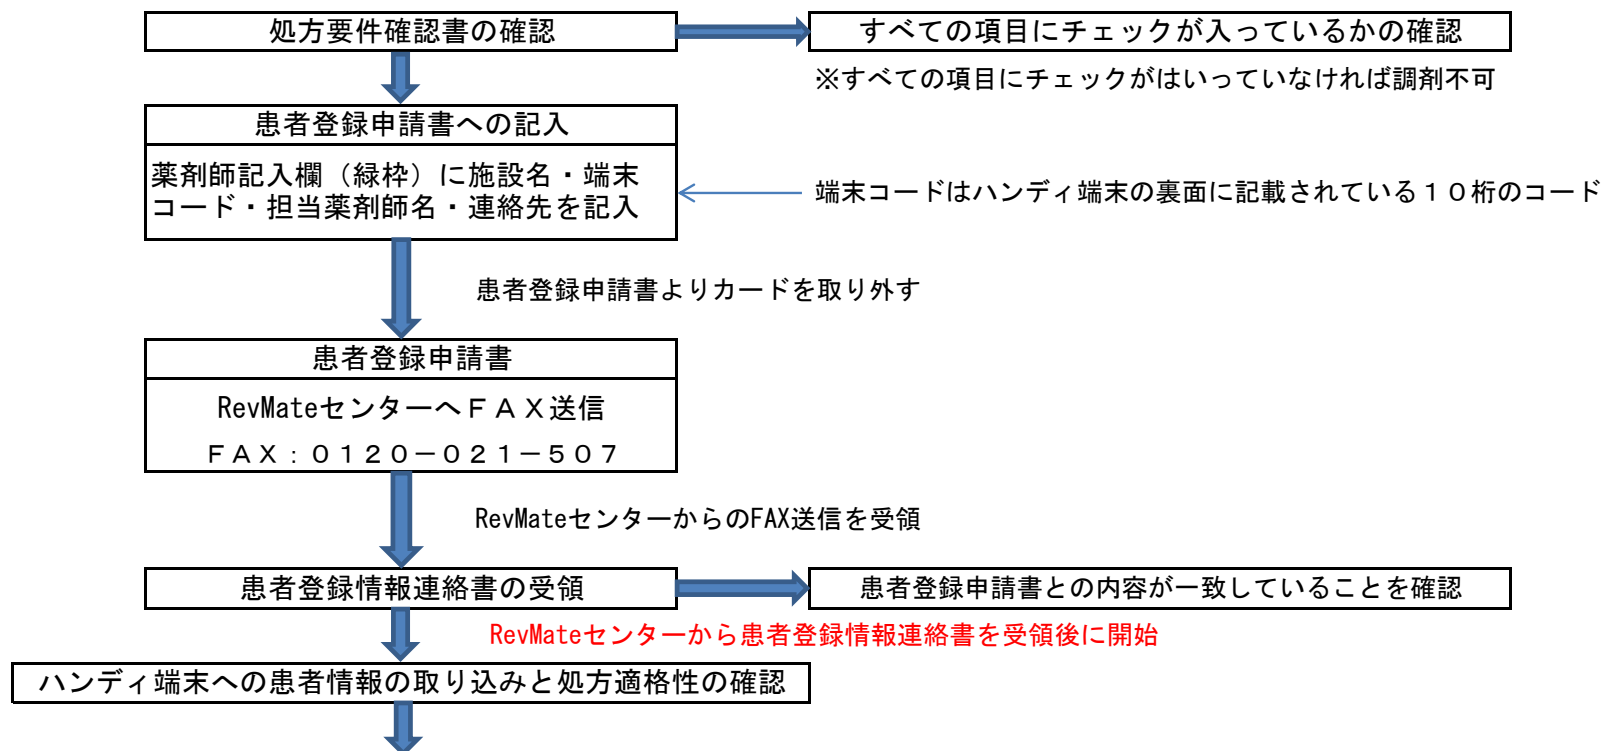 処方要件確認書の確認
すべての項目にチェックが入っているかの確認
※すべての項目にチェックがはいっていなければ調剤不可
患者登録申請書への記入
薬剤師記入欄（緑枠）に施設名・端末
コード・担当薬剤師名・連絡先を記入
端末コードはハンディ端末の裏面に記載されている１０桁のコード
患者登録申請書よりカードを取り外す
患者登録申請書
RevMateセンターへＦＡＸ送信
ＦＡＸ：０１２０－０２１－５０７
RevMateセンターからのFAX送信を受領
患者登録情報連絡書の受領
患者登録申請書との内容が一致していることを確認
RevMateセンターから患者登録情報連絡書を受領後に開始
ハンディ端末への患者情報の取り込みと処方適格性の確認